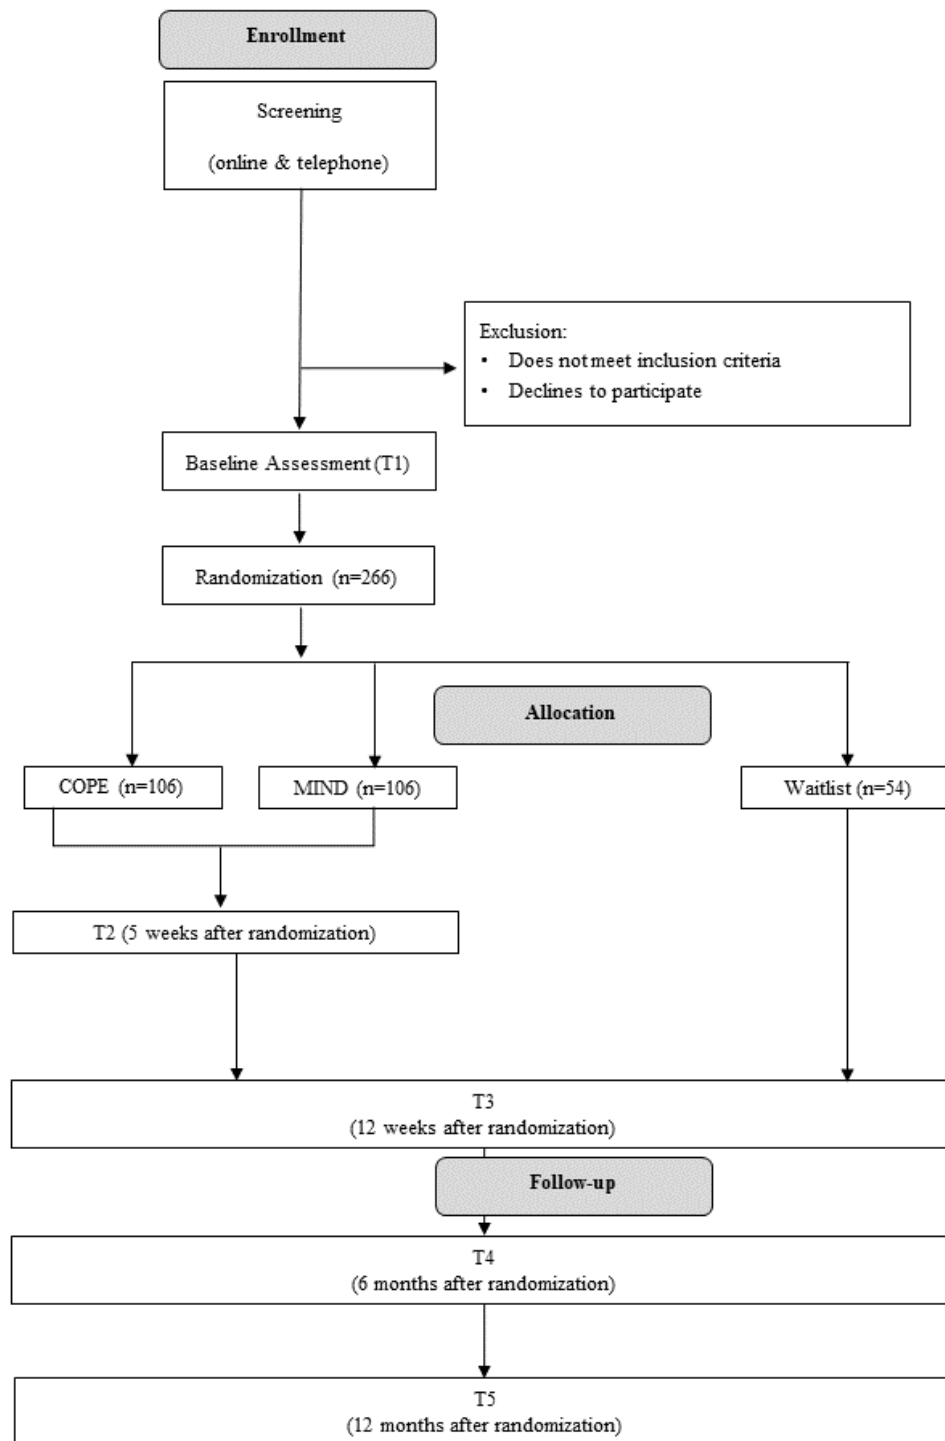 Enrollment
Screening
(online & telephone)
Exclusion:
• Does not meet inclusion criteria
• Declines to participate
Baseline Assessment (T1)
Randomization (n=266)
Allocation
COPE (n=106)
MIND (n=106)
Waitlist (n=54)
T2 (5 weeks after randomization)
T3
(12 weeks after randomization)
Follow-up
T4
(6 months after randomization)
T5
(12 months after randomization)